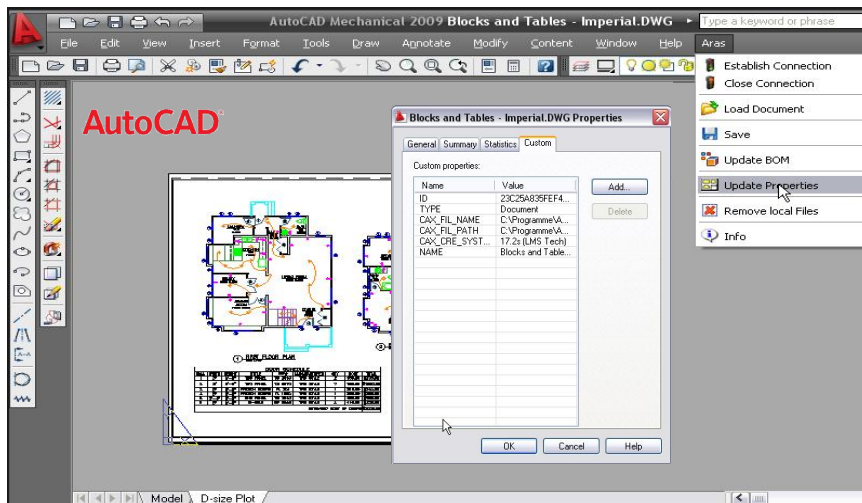 AutoCAD Mechanical 2009 Blocks and Tables - Imperial.DWG
Type a keyword or phrase
File Edit View Insert Format Tools Draw Annotate Modify Content Window Help Aras
Establish Connection
Close Connection
Load Document
Save
Update BOM
Update Properties
Remove local Files
Info
AutoCAD
Blocks and Tables - Imperial.DWG Properties
General Summary Statistics Custom
Custom properties:
Name Value
ID 23C25A835FEF4...
TYPE Document
CAX_FIL_NAME C:\Programme\A...
CAX_FIL_PATH C:\Programme\A...
CAX_CRE_SYST... 17.2s (LMS Tech)
NAME Blocks and Table...
Add...
Delete
OK Cancel Help
DOOR SCHEDULE
Model D-size Plot